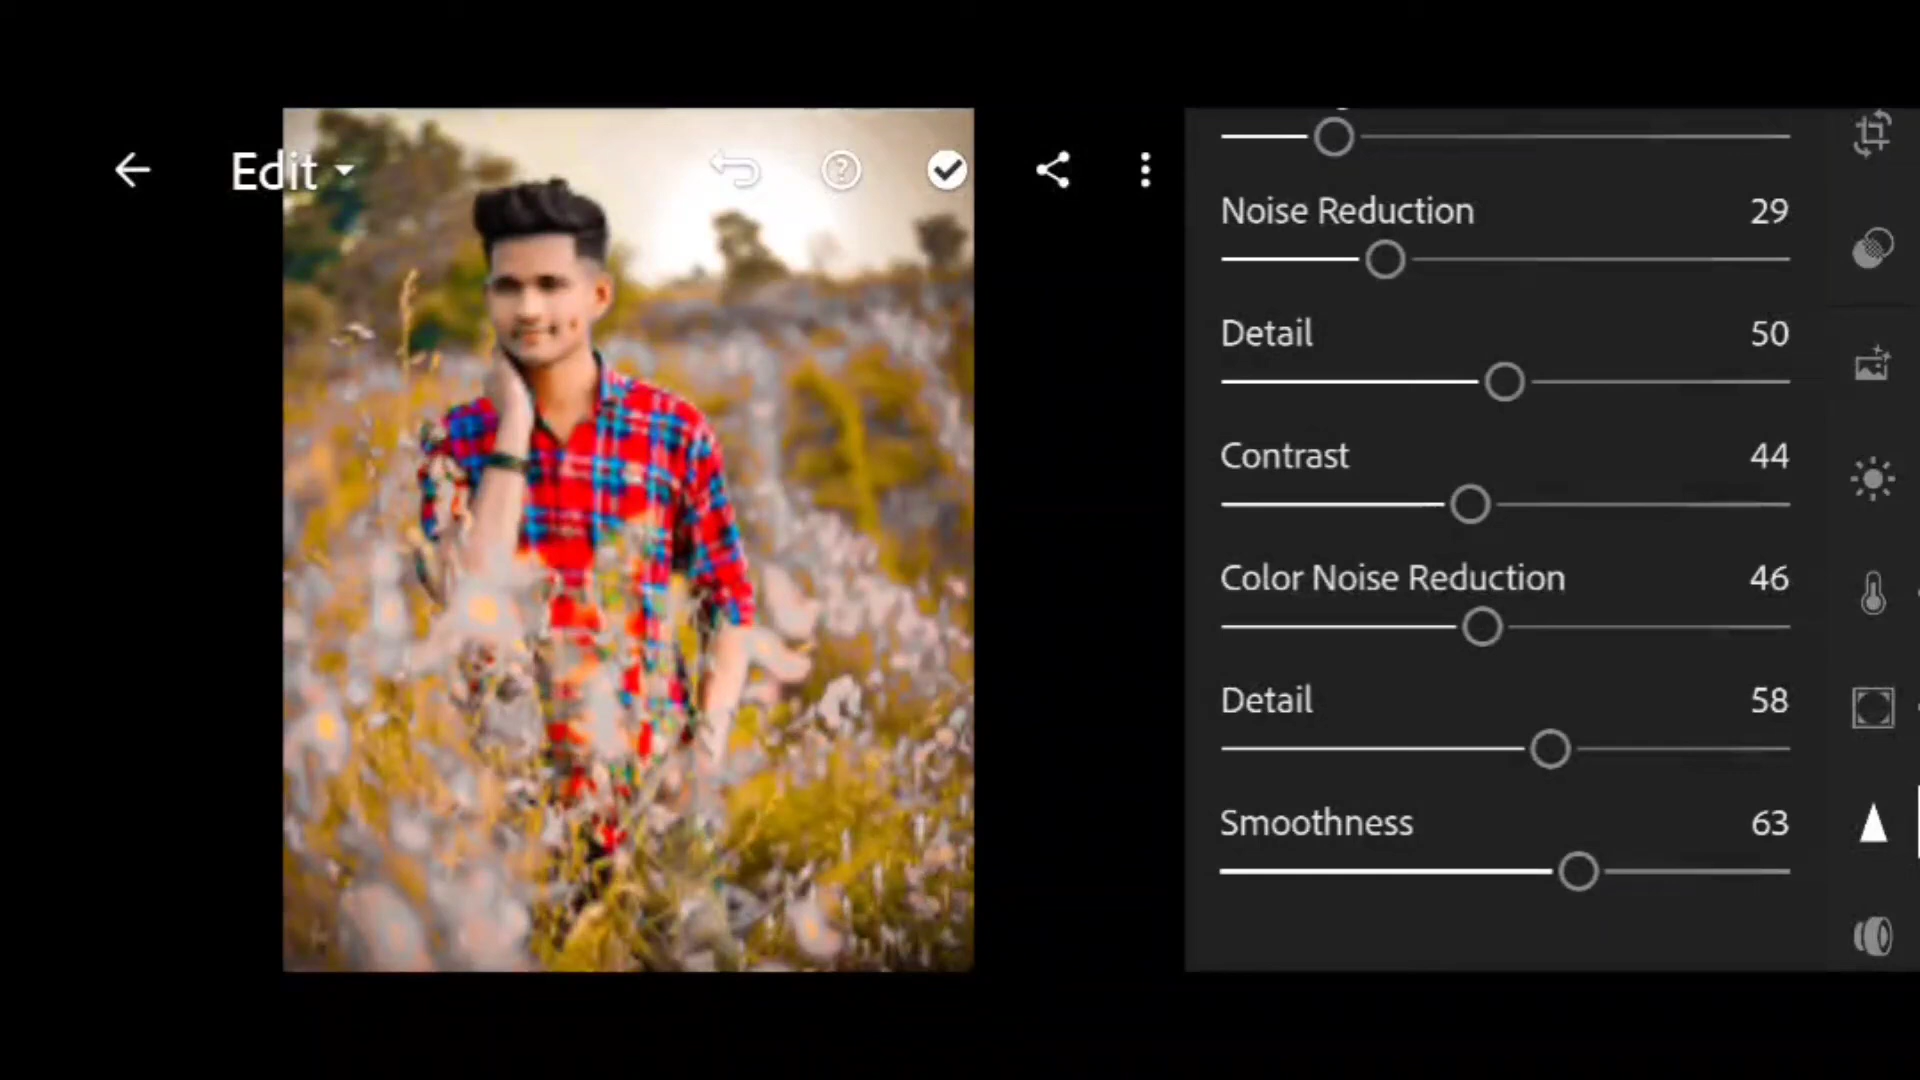 Edit
Noise Reduction 29
Detail 50
Contrast 44
Color Noise Reduction 46
Detail 58
Smoothness 63